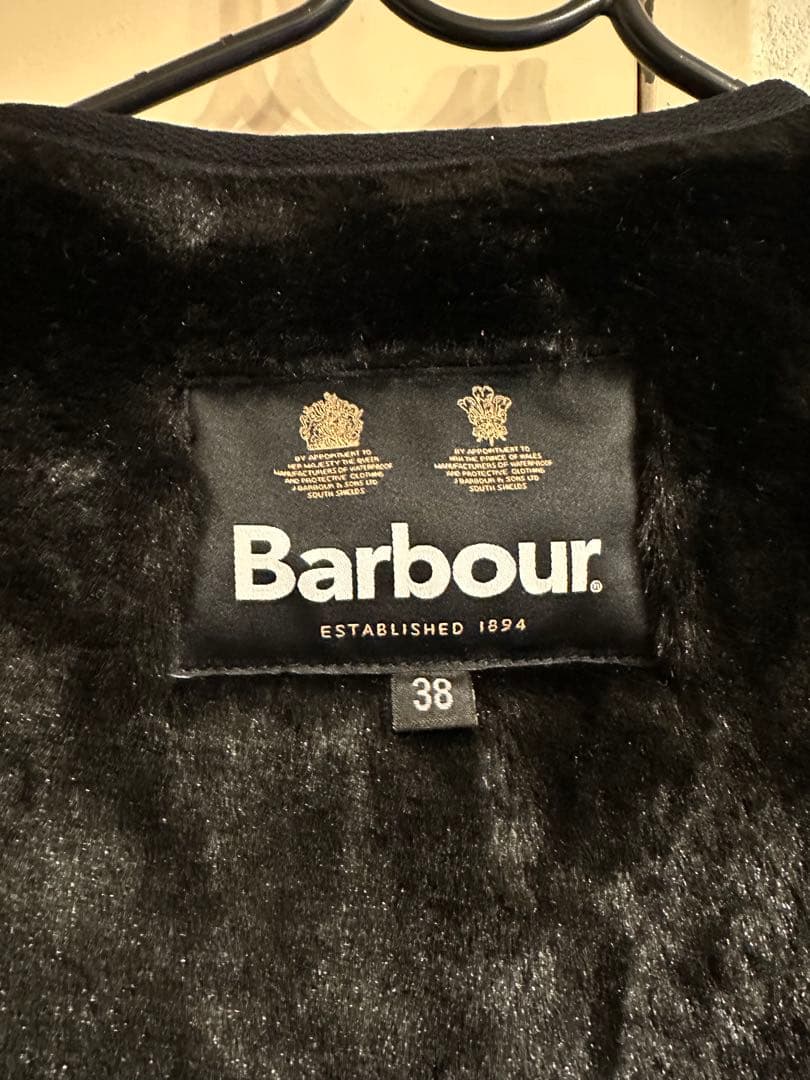 BY APPOINTMENT TO
HER MAJESTY THE QUEEN
MANUFACTURERS OF WATERPROOF
AND PROTECTIVE CLOTHING
J BARBOUR & SONS LTD
SOUTH SHIELDS
BY APPOINTMENT TO
HRH THE PRINCE OF WALES
MANUFACTURERS OF WATERPROOF
AND PROTECTIVE CLOTHING
J BARBOUR & SONS LTD
SOUTH SHIELDS
Barbour®
ESTABLISHED 1894
38